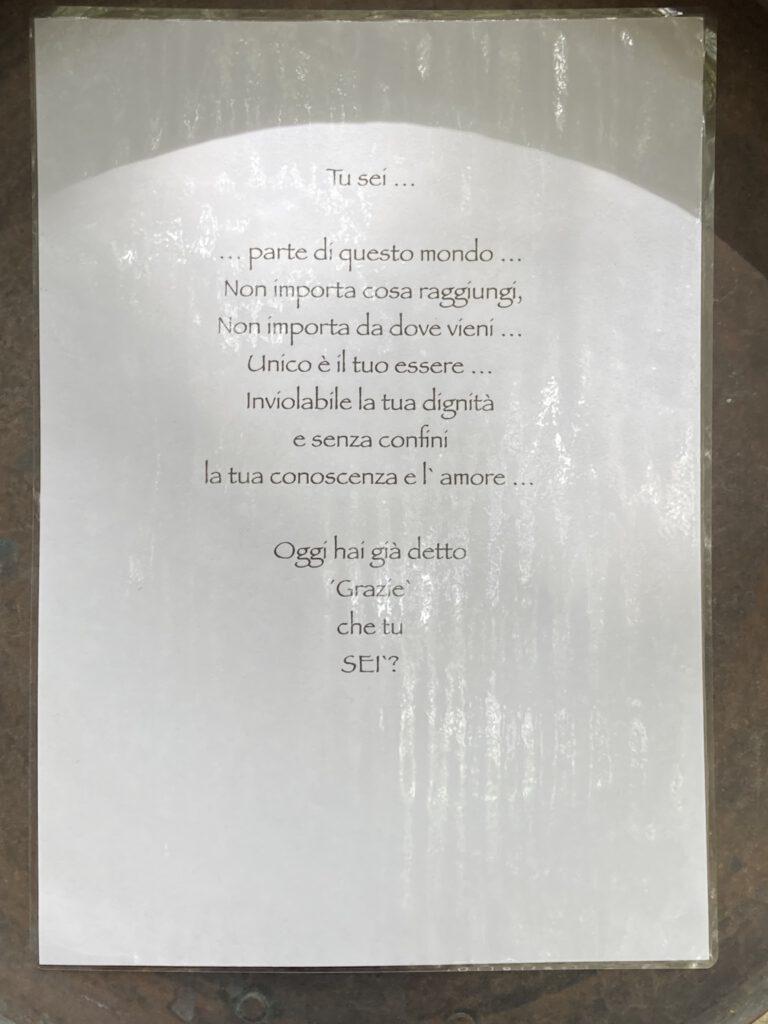 Tu sei ...
... parte di questo mondo ...
Non importa cosa raggiungi,
Non importa da dove vieni ...
Unico è il tuo essere ...
Inviolabile la tua dignità
e senza confini
la tua conoscenza e l` amore ...
Oggi hai già detto
´Grazie`
che tu
SEI`?